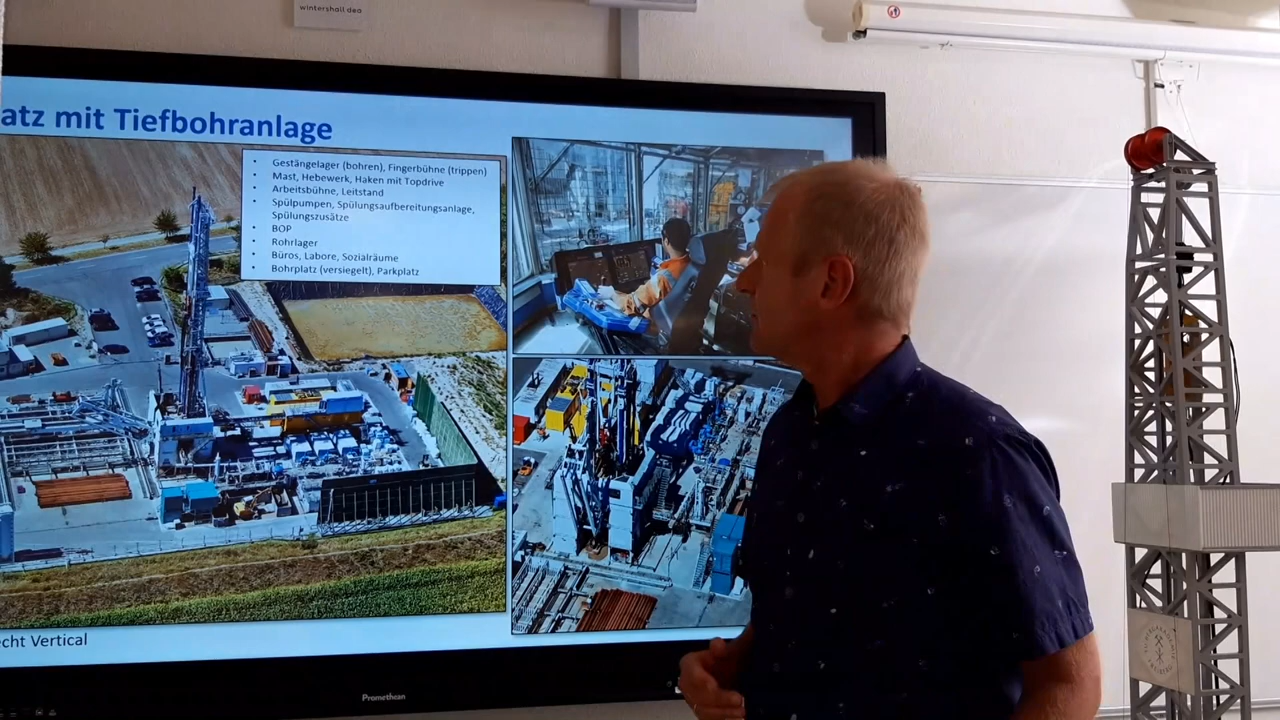 wintershall dea
atz mit Tiefbohranlage
• Gestängelager (bohren), Fingerbühne (trippen)
• Mast, Hebewerk, Haken mit Topdrive
• Arbeitsbühne, Leitstand
• Spülpumpen, Spülungsaufbereitungsanlage,
Spülungszusätze
• BOP
• Rohrlager
• Büros, Labore, Sozialräume
• Bohrplatz (versiegelt), Parkplatz
echt Vertical
Promethean